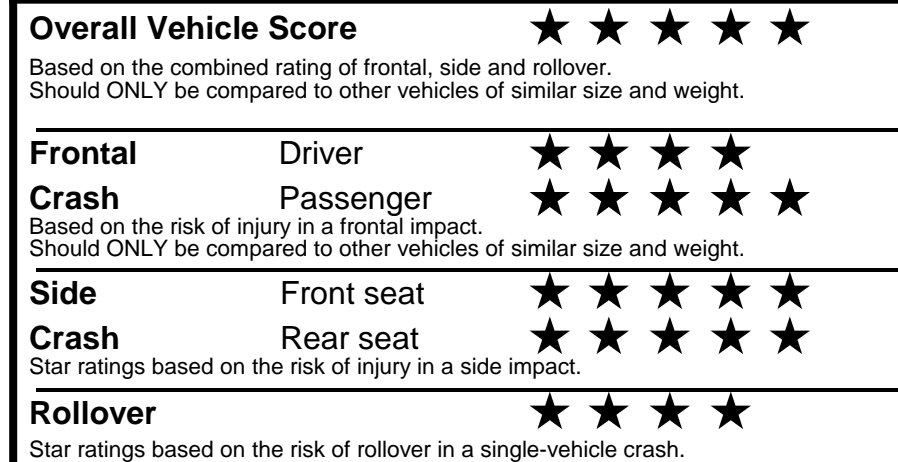 Overall Vehicle Score ★ ★ ★ ★ ★
Based on the combined rating of frontal, side and rollover.
Should ONLY be compared to other vehicles of similar size and weight.
Frontal Driver ★ ★ ★ ★
Crash Passenger ★ ★ ★ ★ ★
Based on the risk of injury in a frontal impact.
Should ONLY be compared to other vehicles of similar size and weight.
Side Front seat ★ ★ ★ ★ ★
Crash Rear seat ★ ★ ★ ★ ★
Star ratings based on the risk of injury in a side impact.
Rollover ★ ★ ★ ★
Star ratings based on the risk of rollover in a single-vehicle crash.